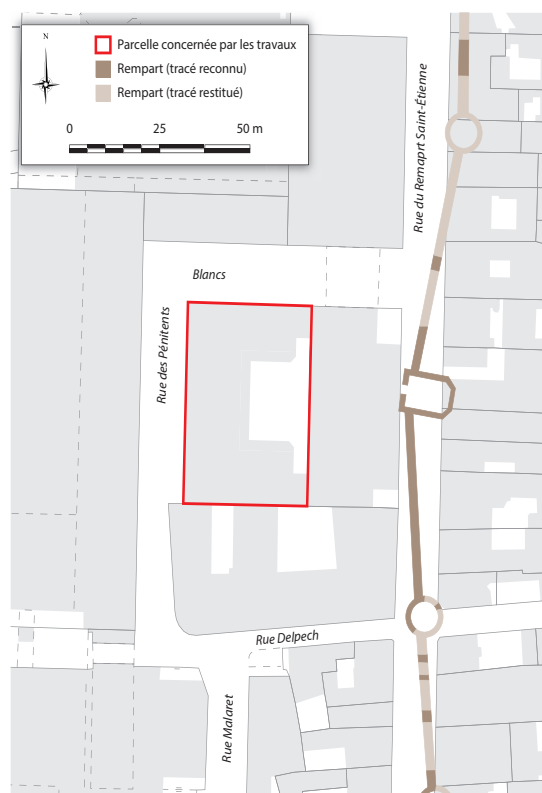 N
Parcelle concernée par les travaux
Rempart (tracé reconnu)
Rempart (tracé restitué)
0 25 50 m
Rue du Remaprt Saint-Étienne
Blancs
Rue des Pénitents
Rue Delpech
Rue Malaret